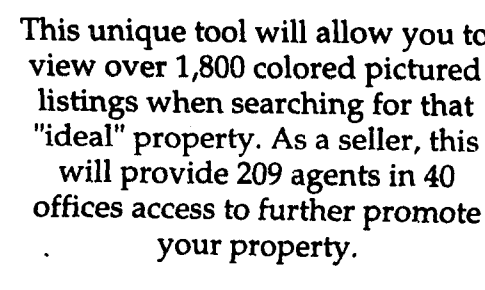 This unique tool will allow you to
view over 1,800 colored pictured
listings when searching for that
"ideal" property. As a seller, this
will provide 209 agents in 40
offices access to further promote
your property.